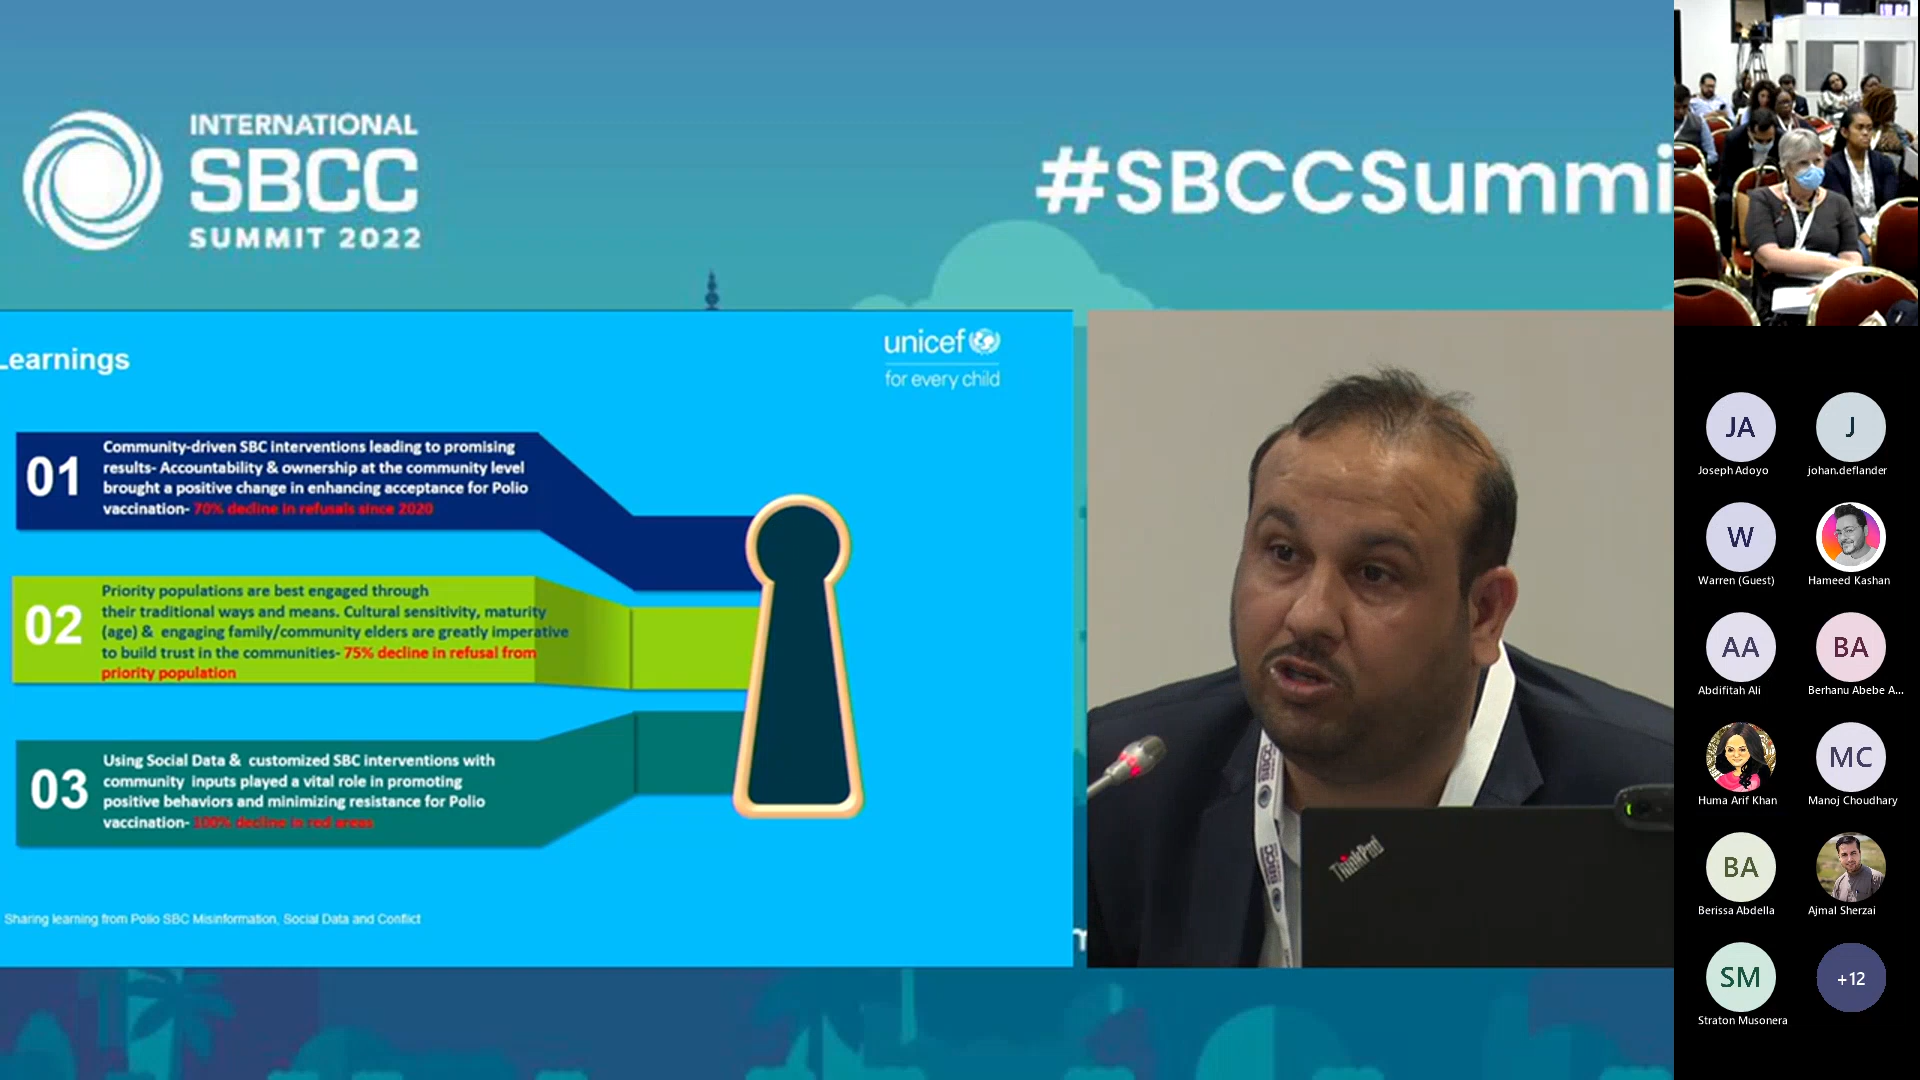 INTERNATIONAL
SBCC
SUMMIT 2022
#SBCCSummi
Learnings
unicef
for every child
01
Community-driven SBC interventions leading to promising
results- Accountability & ownership at the community level
brought a positive change in enhancing acceptance for Polio
vaccination- 70% decline in refusals since 2020
02
Priority populations are best engaged through
their traditional ways and means. Cultural sensitivity, maturity
(age) & engaging family/community elders are greatly imperative
to build trust in the communities- 75% decline in refusal from
priority population
03
Using Social Data & customized SBC interventions with
community inputs played a vital role in promoting
positive behaviors and minimizing resistance for Polio
vaccination- 100% decline in red areas
Sharing learning from Polio SBC Misinformation, Social Data and Conflict
SBCC
SBCC
ThinkPad
JA
Joseph Adoyo
J
johan.deflander
W
Warren (Guest)
Hameed Kashan
AA
Abdifitah Ali
BA
Berhanu Abebe A...
Huma Arif Khan
MC
Manoj Choudhary
BA
Berissa Abdella
Ajmal Sherzai
SM
Straton Musonera
+12